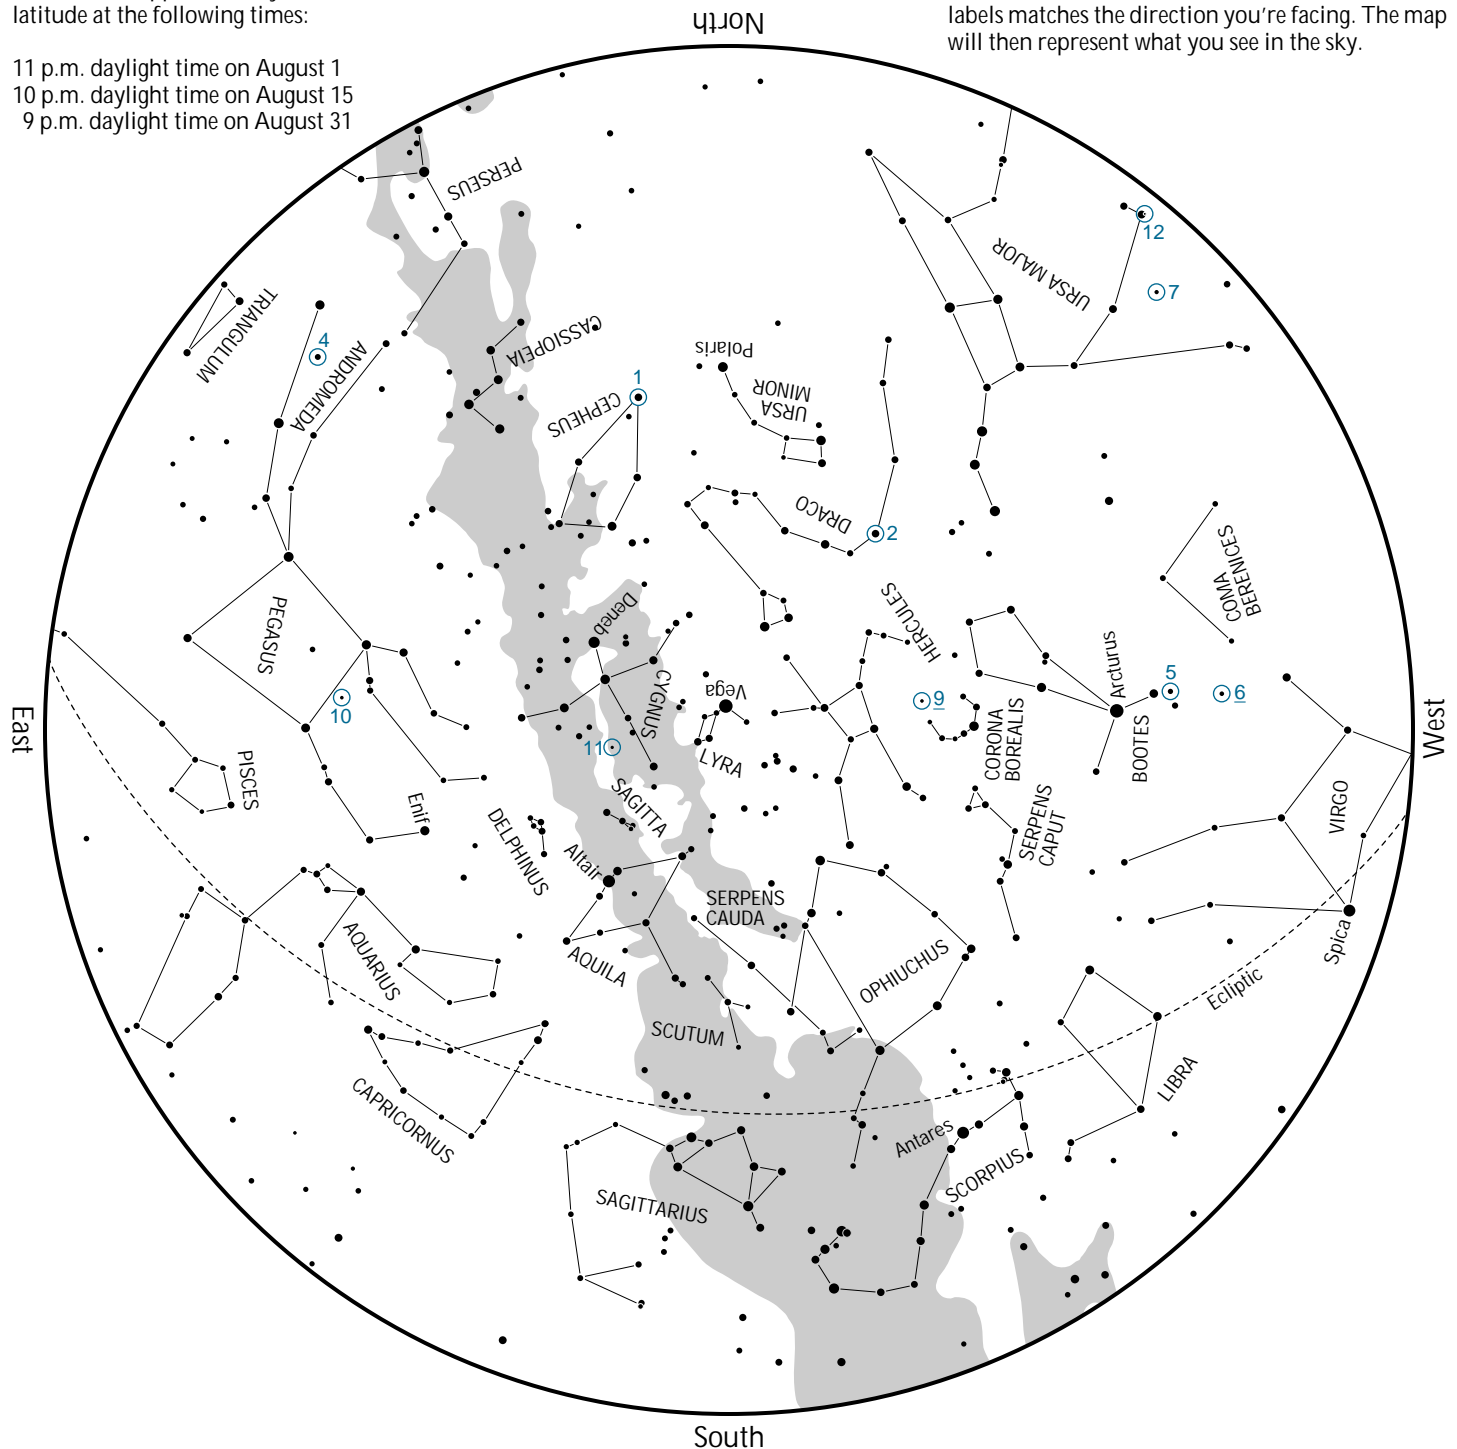 latitude at the following times:
11 p.m. daylight time on August 1
10 p.m. daylight time on August 15
9 p.m. daylight time on August 31
North
labels matches the direction you're facing. The map
will then represent what you see in the sky.
PERSEUS
12
URSA MAJOR
7
TRIANGULUM
4
ANDROMEDA
CASSIOPEIA
Polaris
1
CEPHEUS
URSA
MINOR
DRACO
2
COMA
BERENICES
HERCULES
PEGASUS
Deneb
CYGNUS
Vega
Arcturus
5
6
9
10
11
East
West
LYRA
CORONA
BOREALIS
BOOTES
PISCES
Enif
SAGITTA
DELPHINUS
Altair
SERPENS
CAPUT
VIRGO
SERPENS
CAUDA
AQUARIUS
AQUILA
OPHIUCHUS
Spica
Ecliptic
SCUTUM
CAPRICORNUS
LIBRA
Antares
SCORPIUS
SAGITTARIUS
South